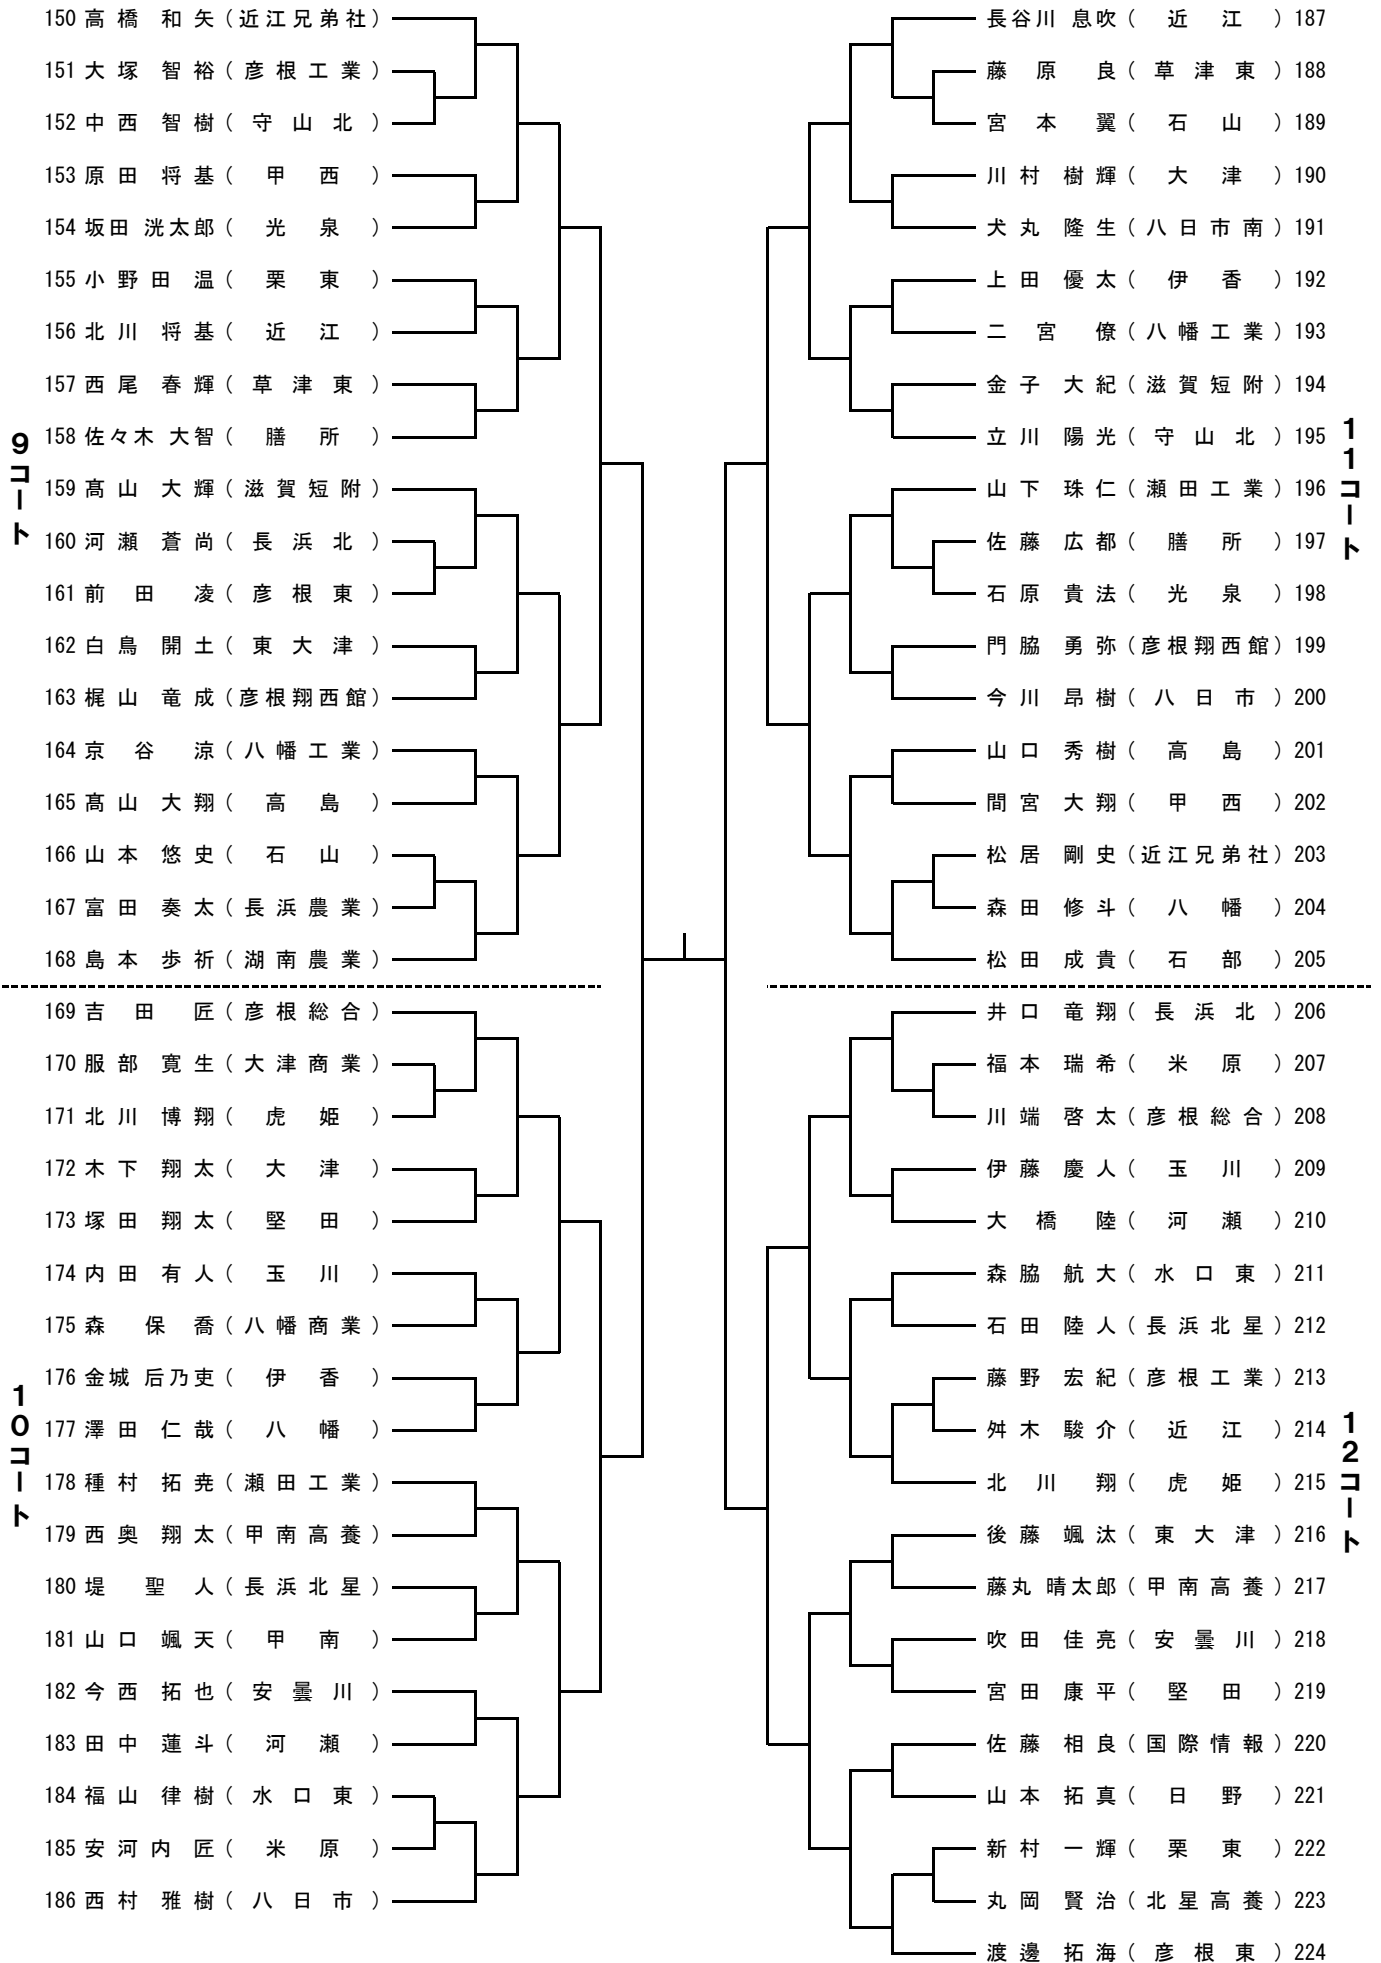 150 高橋 和矢 (近江兄弟社)
151 大塚 智裕 (彦根工業)
152 中西 智樹 (守山北)
153 原田 将基 (甲西)
154 坂田 洸太郎 (光泉)
155 小野田 温 (栗東)
156 北川 将基 (近江)
157 西尾 春輝 (草津東)
158 佐々木 大智 (膳所)
159 髙山 大輝 (滋賀短附)
160 河瀬 蒼尚 (長浜北)
161 前田 凌 (彦根東)
162 白鳥 開土 (東大津)
163 梶山 竜成 (彦根翔西館)
164 京谷 涼 (八幡工業)
165 髙山 大翔 (高島)
166 山本 悠史 (石山)
167 富田 奏太 (長浜農業)
168 島本 歩祈 (湖南農業)
9コート
169 吉田 匠 (彦根総合)
170 服部 寛生 (大津商業)
171 北川 博翔 (虎姫)
172 木下 翔太 (大津)
173 塚田 翔太 (堅田)
174 内田 有人 (玉川)
175 森 保喬 (八幡商業)
176 金城 后乃吏 (伊香)
177 澤田 仁哉 (八幡)
178 種村 拓尭 (瀬田工業)
179 西奥 翔太 (甲南高養)
180 堤 聖人 (長浜北星)
181 山口 颯天 (甲南)
182 今西 拓也 (安曇川)
183 田中 蓮斗 (河瀬)
184 福山 律樹 (水口東)
185 安河内 匠 (米原)
186 西村 雅樹 (八日市)
10コート
長谷川 息吹 (近江) 187
藤原 良 (草津東) 188
宮本 翼 (石山) 189
川村 樹輝 (大津) 190
犬丸 隆生 (八日市南) 191
上田 優太 (伊香) 192
二宮 僚 (八幡工業) 193
金子 大紀 (滋賀短附) 194
立川 陽光 (守山北) 195
山下 珠仁 (瀬田工業) 196
佐藤 広都 (膳所) 197
石原 貴法 (光泉) 198
門脇 勇弥 (彦根翔西館) 199
今川 昂樹 (八日市) 200
山口 秀樹 (高島) 201
間宮 大翔 (甲西) 202
松居 剛史 (近江兄弟社) 203
森田 修斗 (八幡) 204
松田 成貴 (石部) 205
11コート
井口 竜翔 (長浜北) 206
福本 瑞希 (米原) 207
川端 啓太 (彦根総合) 208
伊藤 慶人 (玉川) 209
大橋 陸 (河瀬) 210
森脇 航大 (水口東) 211
石田 陸人 (長浜北星) 212
藤野 宏紀 (彦根工業) 213
舛木 駿介 (近江) 214
北川 翔 (虎姫) 215
後藤 颯汰 (東大津) 216
藤丸 晴太郎 (甲南高養) 217
吹田 佳亮 (安曇川) 218
宮田 康平 (堅田) 219
佐藤 相良 (国際情報) 220
山本 拓真 (日野) 221
新村 一輝 (栗東) 222
丸岡 賢治 (北星高養) 223
渡邊 拓海 (彦根東) 224
12コート